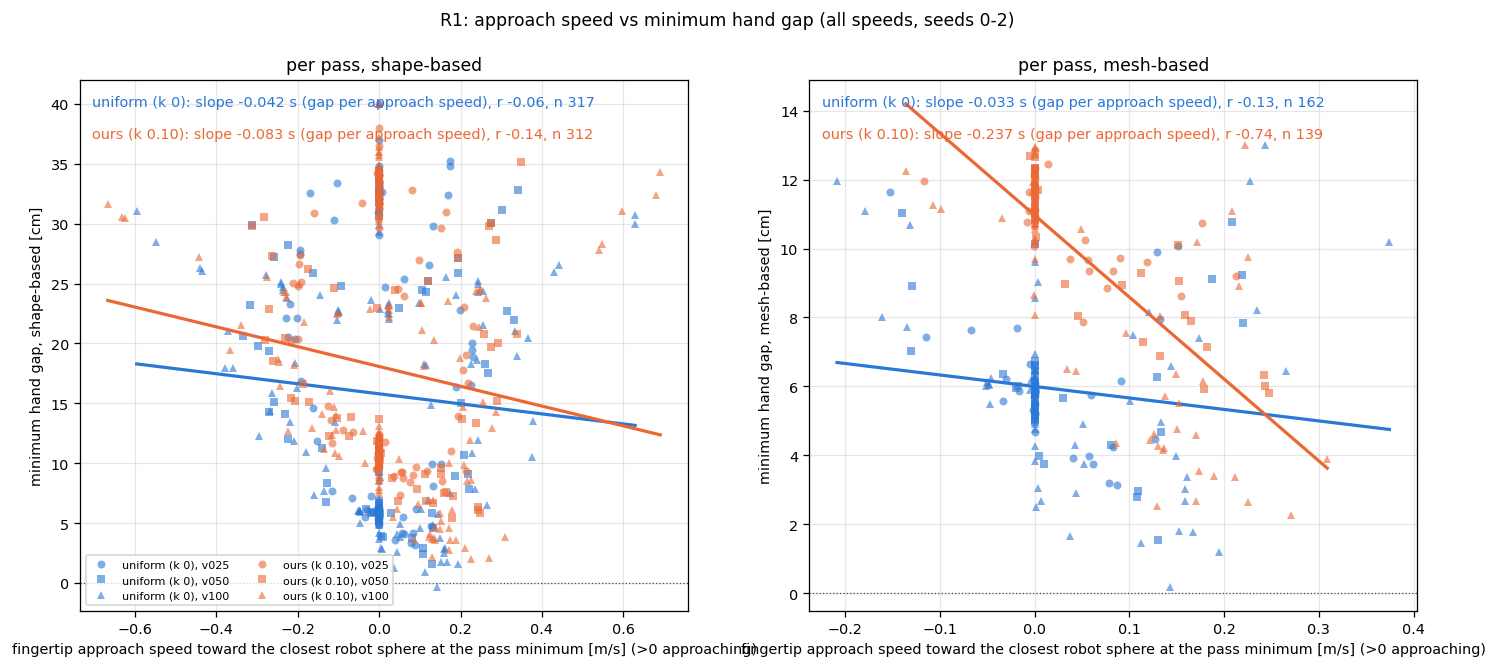 R1: approach speed vs minimum hand gap (all speeds, seeds 0-2)
per pass, shape-based
uniform (k 0): slope -0.042 s (gap per approach speed), r -0.06, n 317
ours (k 0.10): slope -0.083 s (gap per approach speed), r -0.14, n 312
minimum hand gap, shape-based [cm]
40
35
30
25
20
15
10
5
0
uniform (k 0), v025
uniform (k 0), v050
uniform (k 0), v100
ours (k 0.10), v025
ours (k 0.10), v050
ours (k 0.10), v100
−0.6 −0.4 −0.2 0.0 0.2 0.4 0.6
fingertip approach speed toward the closest robot sphere at the pass minimum [m/s] (>0 approaching)
per pass, mesh-based
uniform (k 0): slope -0.033 s (gap per approach speed), r -0.13, n 162
ours (k 0.10): slope -0.237 s (gap per approach speed), r -0.74, n 139
minimum hand gap, mesh-based [cm]
14
12
10
8
6
4
2
0
−0.2 −0.1 0.0 0.1 0.2 0.3 0.4
fingertip approach speed toward the closest robot sphere at the pass minimum [m/s] (>0 approaching)